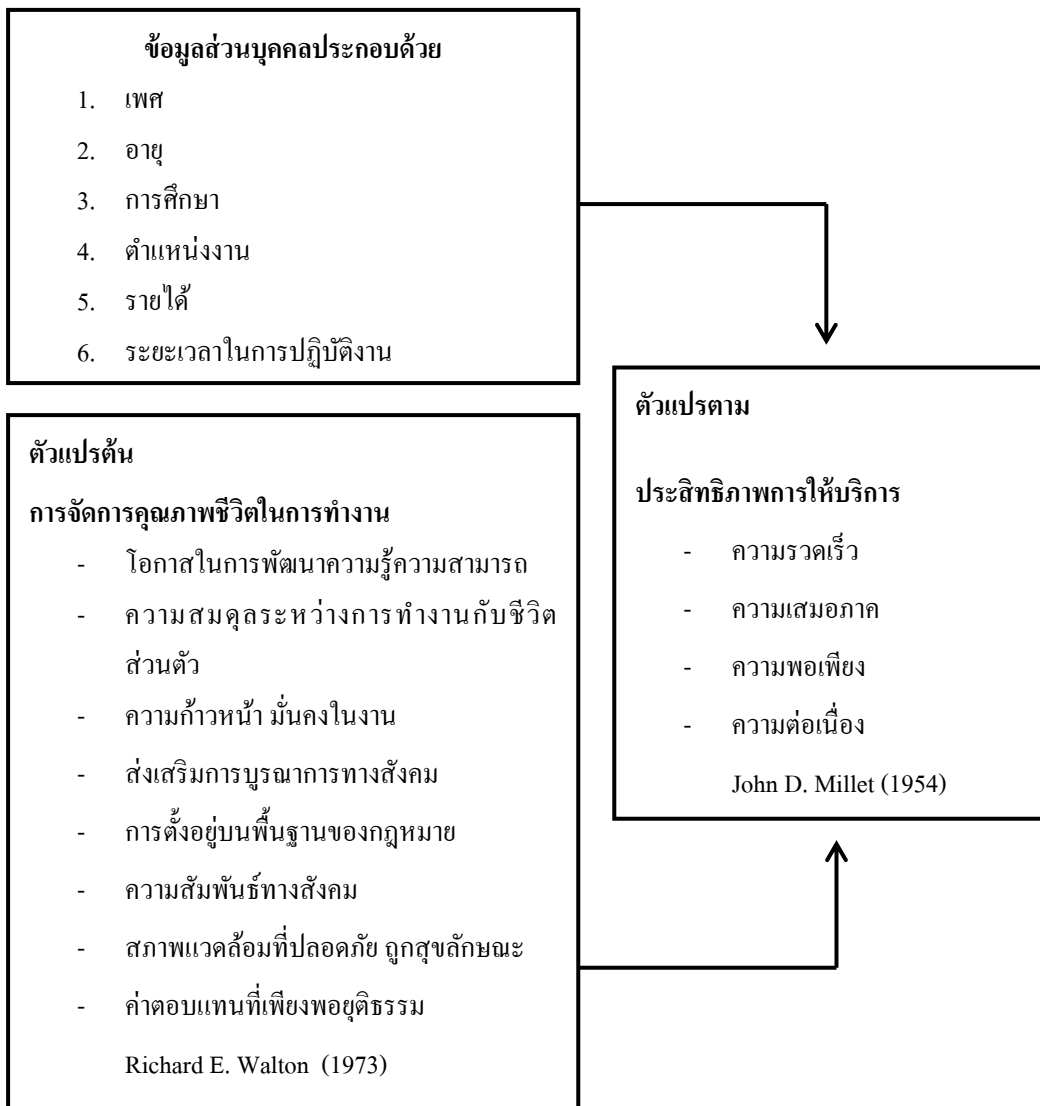 ข้อมูลส่วนบุคคลประกอบด้วย
1. เพศ
2. อายุ
3. การศึกษา
4. ตำแหน่งงาน
5. รายได้
6. ระยะเวลาในการปฏิบัติงาน
ตัวแปรต้น
การจัดการคุณภาพชีวิตในการทำงาน
- โอกาสในการพัฒนาความรู้ความสามารถ
- ความสมดุลระหว่างการทำงานกับชีวิต
ส่วนตัว
- ความก้าวหน้า มั่นคงในงาน
- ส่งเสริมการบูรณาการทางสังคม
- การตั้งอยู่บนพื้นฐานของกฎหมาย
- ความสัมพันธ์ทางสังคม
- สภาพแวดล้อมที่ปลอดภัย ถูกสุขลักษณะ
- ค่าตอบแทนที่เพียงพอยุติธรรม
Richard E. Walton (1973)
ตัวแปรตาม
ประสิทธิภาพการให้บริการ
- ความรวดเร็ว
- ความเสมอภาค
- ความพอเพียง
- ความต่อเนื่อง
John D. Millet (1954)